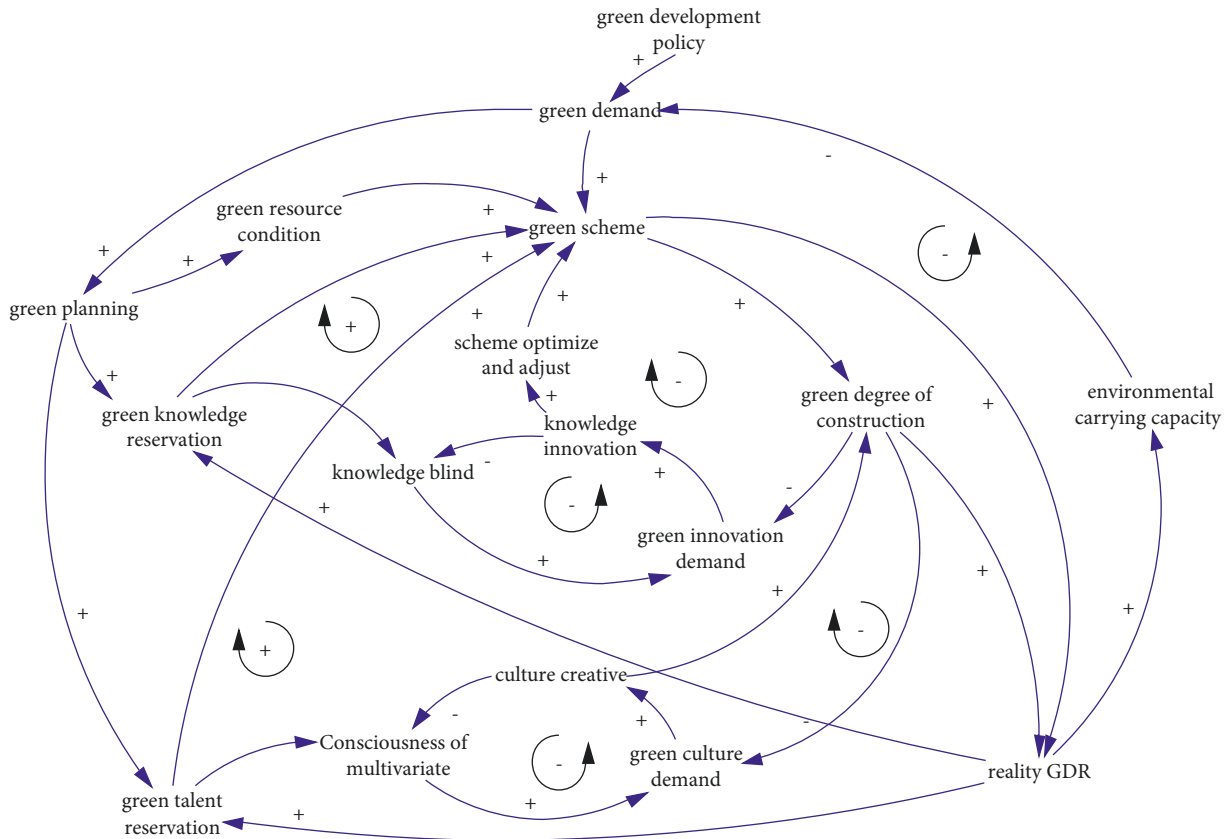 green development
policy
+
green demand
-
+
green resource
condition
+
green scheme
+
+
+
-
green planning
+
+
+
+
+
scheme optimize
and adjust
-
+
green knowledge
reservation
+
knowledge
innovation
green degree of
construction
+
environmental
carrying capacity
knowledge blind
-
+
-
-
+
green innovation
demand
+
+
+
+
+
+
-
culture creative
-
+
-
Consciousness of
multivariate
-
green culture
demand
reality GDR
green talent
reservation
+
+